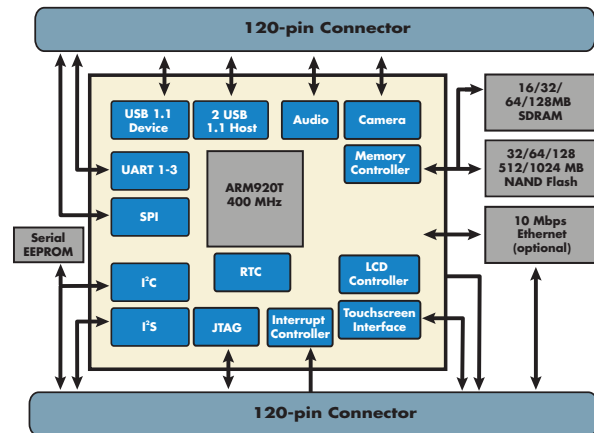 120-pin Connector
USB 1.1
Device
2 USB
1.1 Host
Audio
Camera
16/32/
64/128MB
SDRAM
UART 1-3
ARM920T
400 MHz
Memory
Controller
32/64/128
512/1024 MB
NAND Flash
SPI
Serial
EEPROM
10 Mbps
Ethernet
(optional)
I²C
RTC
LCD
Controller
I²S
JTAG
Interrupt
Controller
Touchscreen
Interface
120-pin Connector